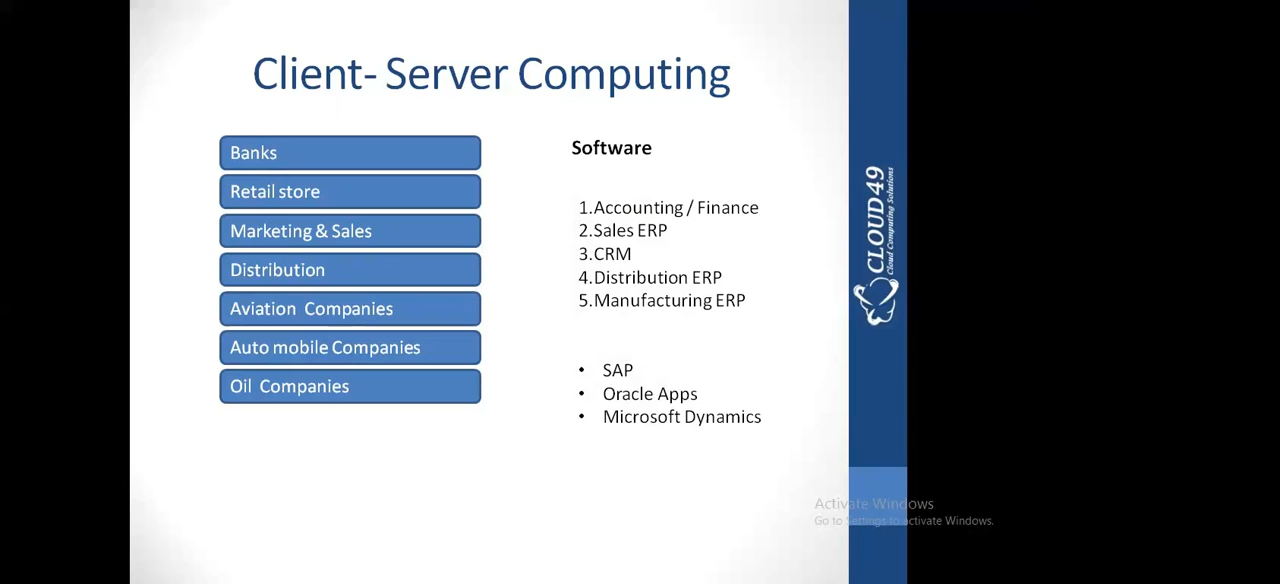 Client- Server Computing
Banks
Retail store
Marketing & Sales
Distribution
Aviation  Companies
Auto mobile Companies
Oil  Companies
Software
1.Accounting / Finance
2.Sales ERP
3.CRM
4.Distribution ERP
5.Manufacturing ERP
• SAP
• Oracle Apps
• Microsoft Dynamics
CLOUD49
Cloud Computing Solutions
Activate Windows
Go to Settings to activate Windows.